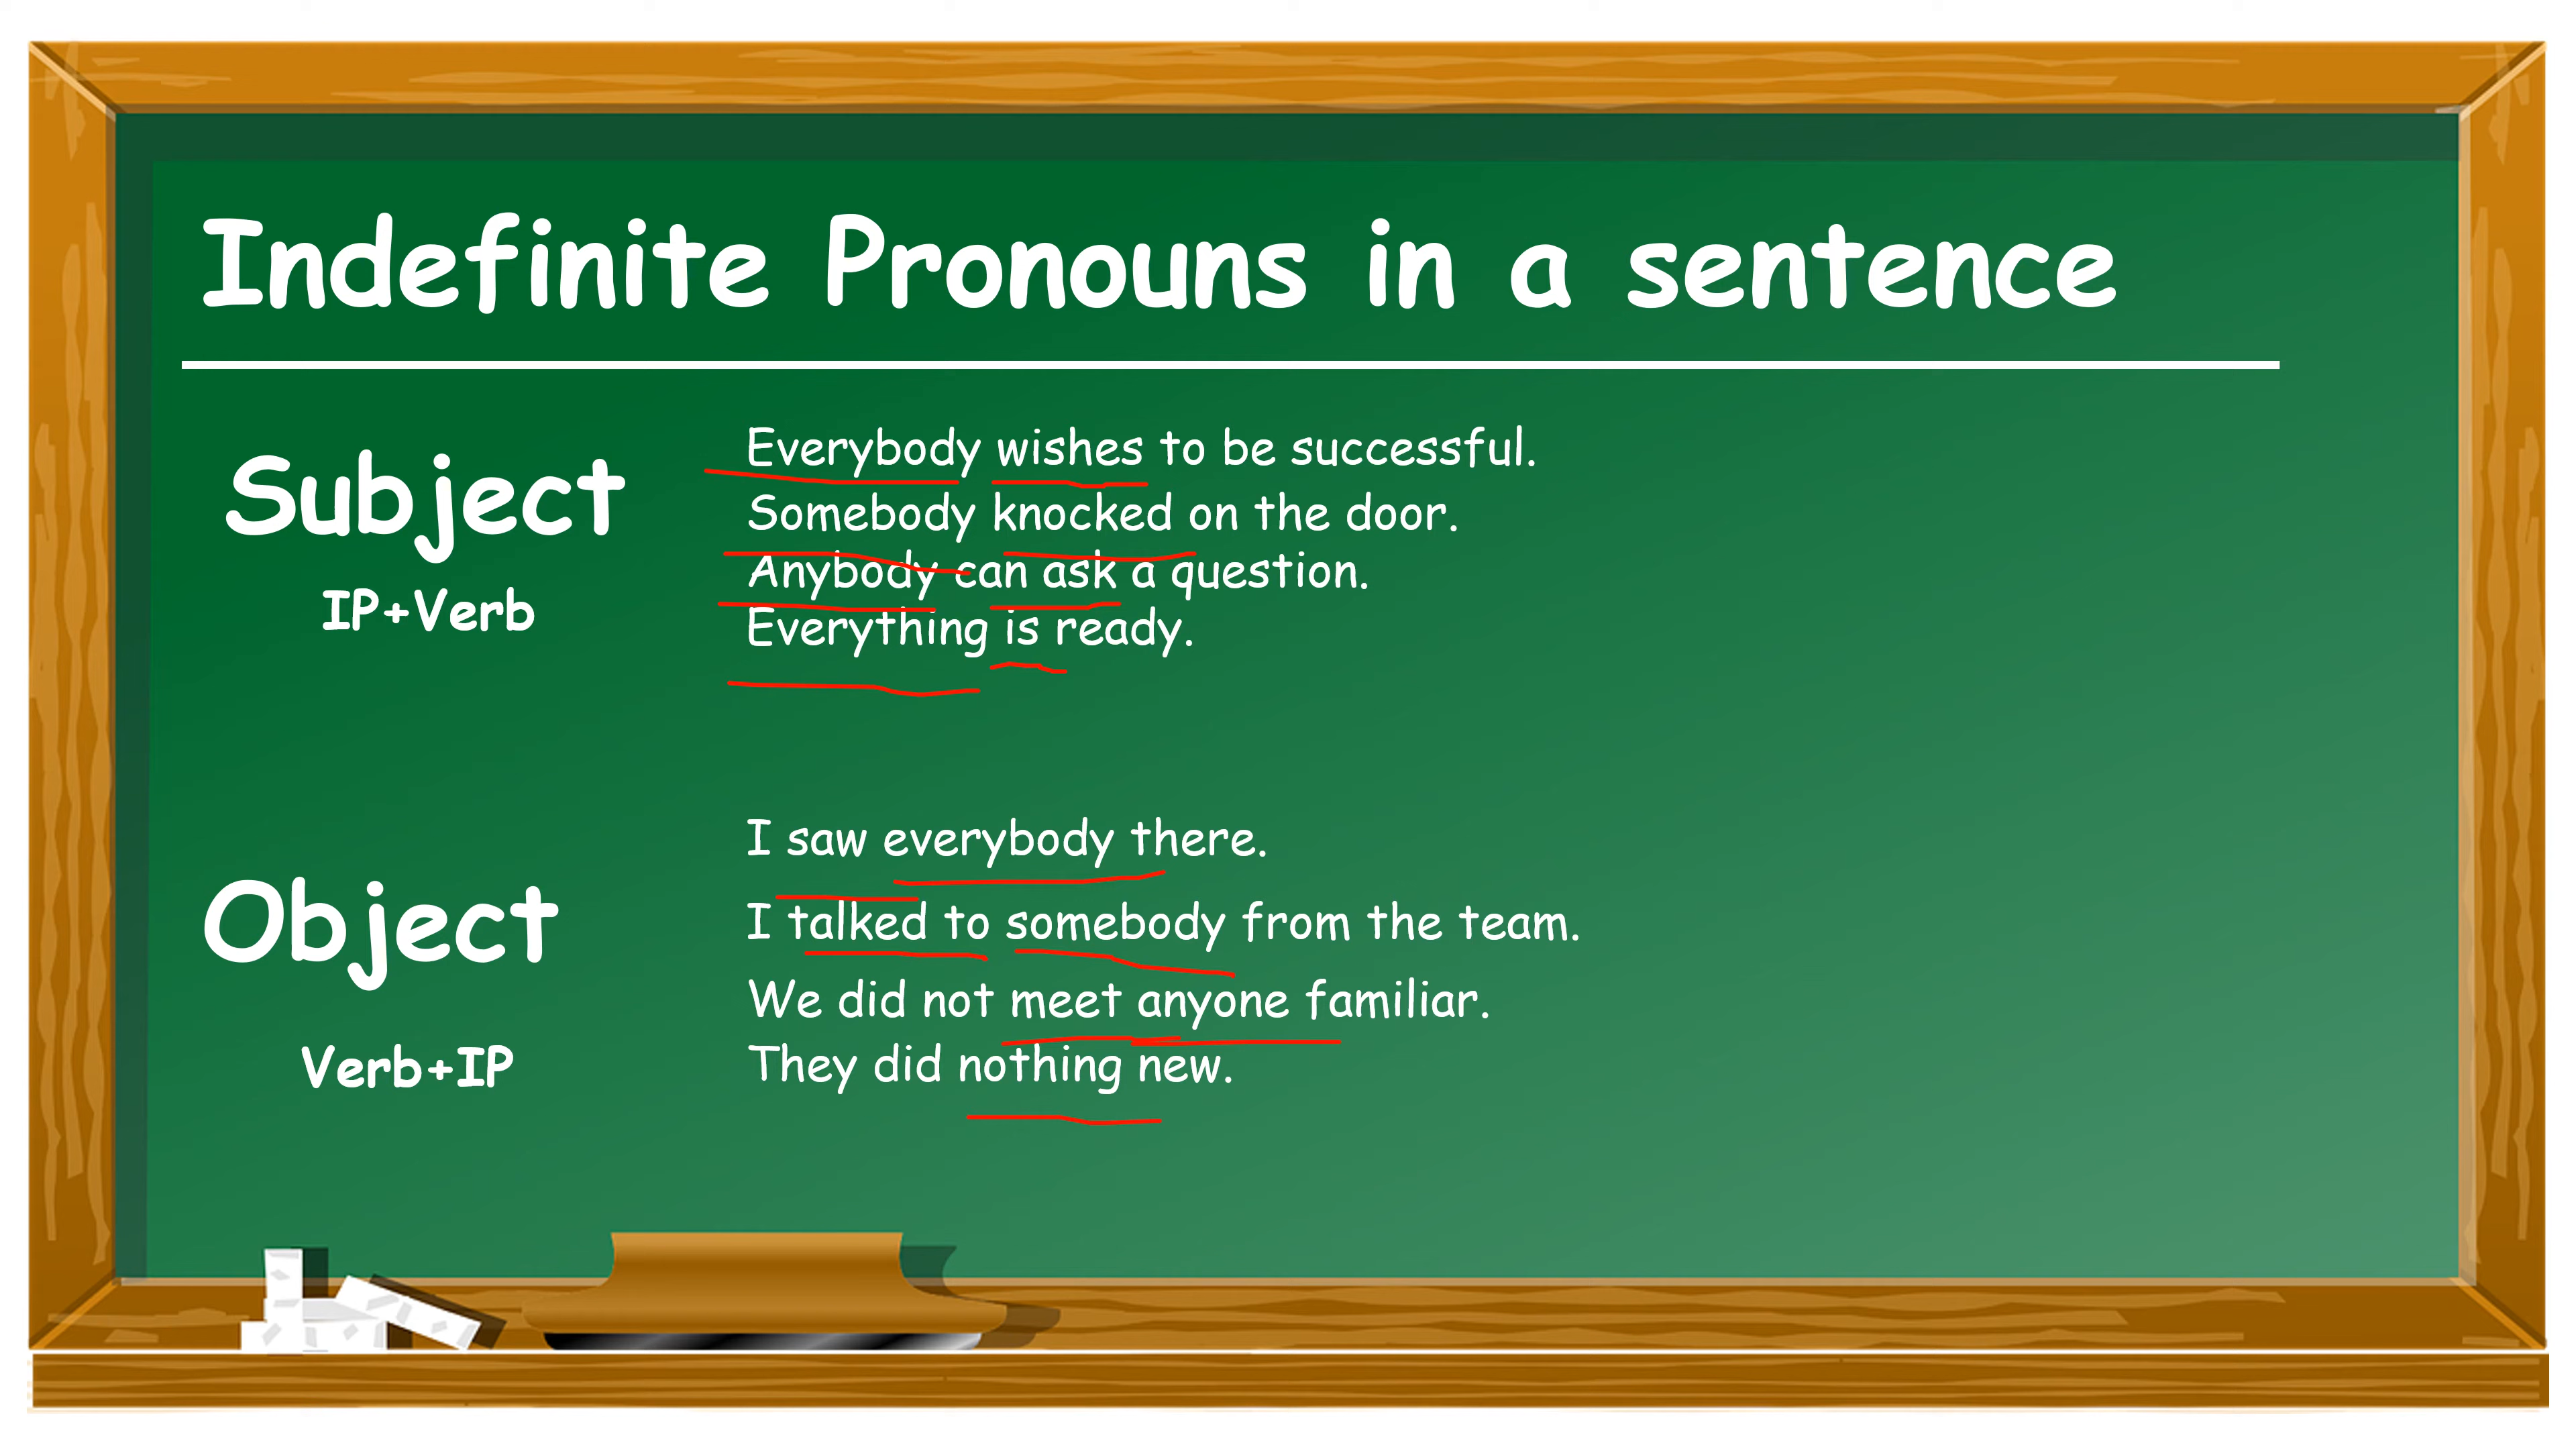 Indefinite Pronouns in a sentence
Subject
IP+Verb
Everybody wishes to be successful.
Somebody knocked on the door.
Anybody can ask a question.
Everything is ready.
Object
Verb+IP
I saw everybody there.
I talked to somebody from the team.
We did not meet anyone familiar.
They did nothing new.